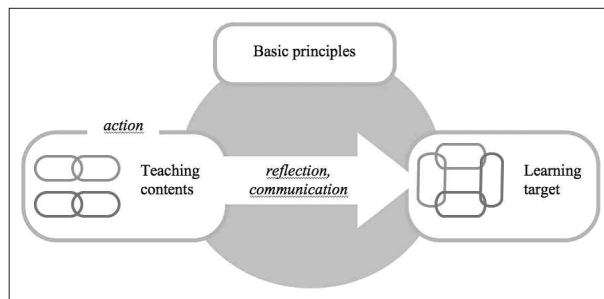 Basic principles
action
Teaching
contents
reflection,
communication
Learning
target